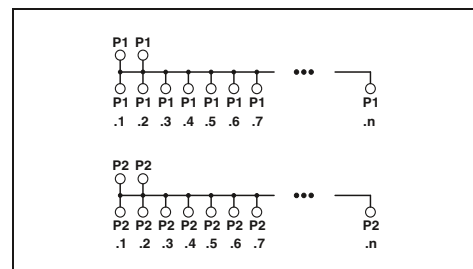 P1 P1
P1 P1 P1 P1 P1 P1 P1 ••• P1
.1 .2 .3 .4 .5 .6 .7 .n
P2 P2
P2 P2 P2 P2 P2 P2 P2 ••• P2
.1 .2 .3 .4 .5 .6 .7 .n